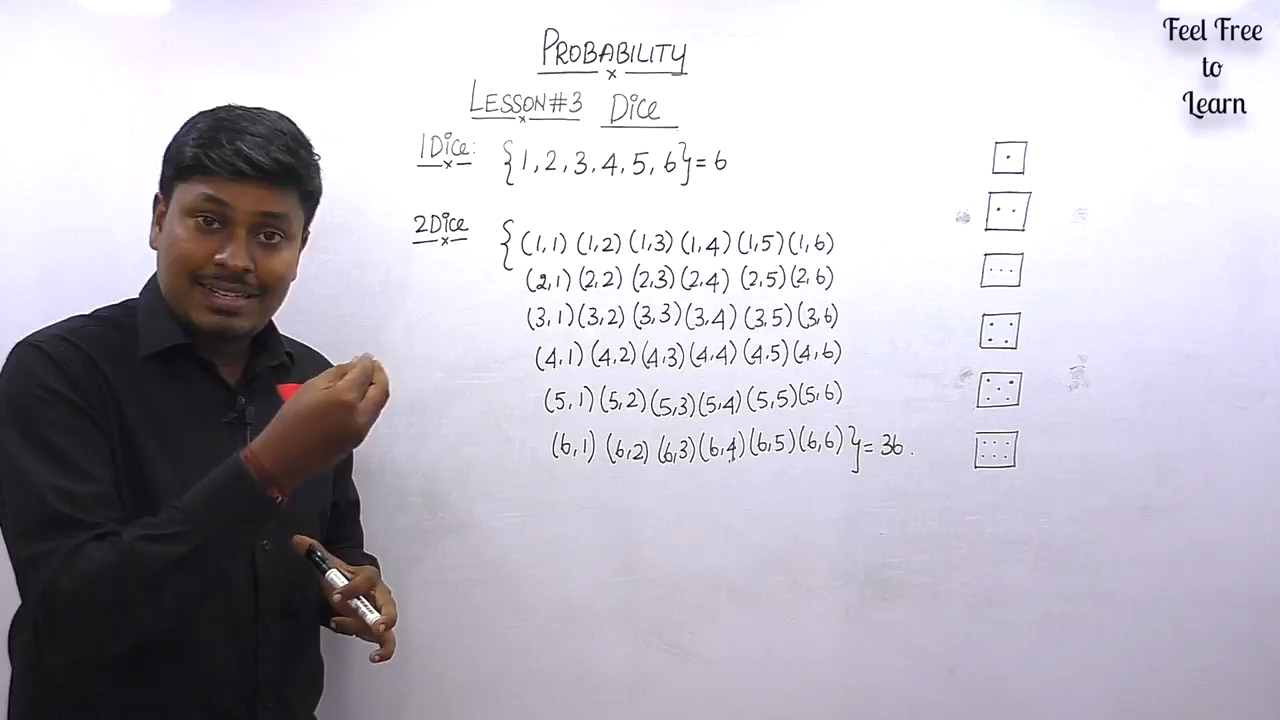 PROBABILITY
LESSON#3 Dice
1Dice: {1, 2, 3, 4, 5, 6} = 6
2Dice {(1,1) (1,2) (1,3) (1,4) (1,5) (1,6)
(2,1) (2,2) (2,3) (2,4) (2,5) (2,6)
(3,1) (3,2) (3,3) (3,4) (3,5) (3,6)
(4,1) (4,2) (4,3) (4,4) (4,5) (4,6)
(5,1) (5,2) (5,3) (5,4) (5,5) (5,6)
(6,1) (6,2) (6,3) (6,4) (6,5) (6,6)} = 36.
Feel Free
to
Learn